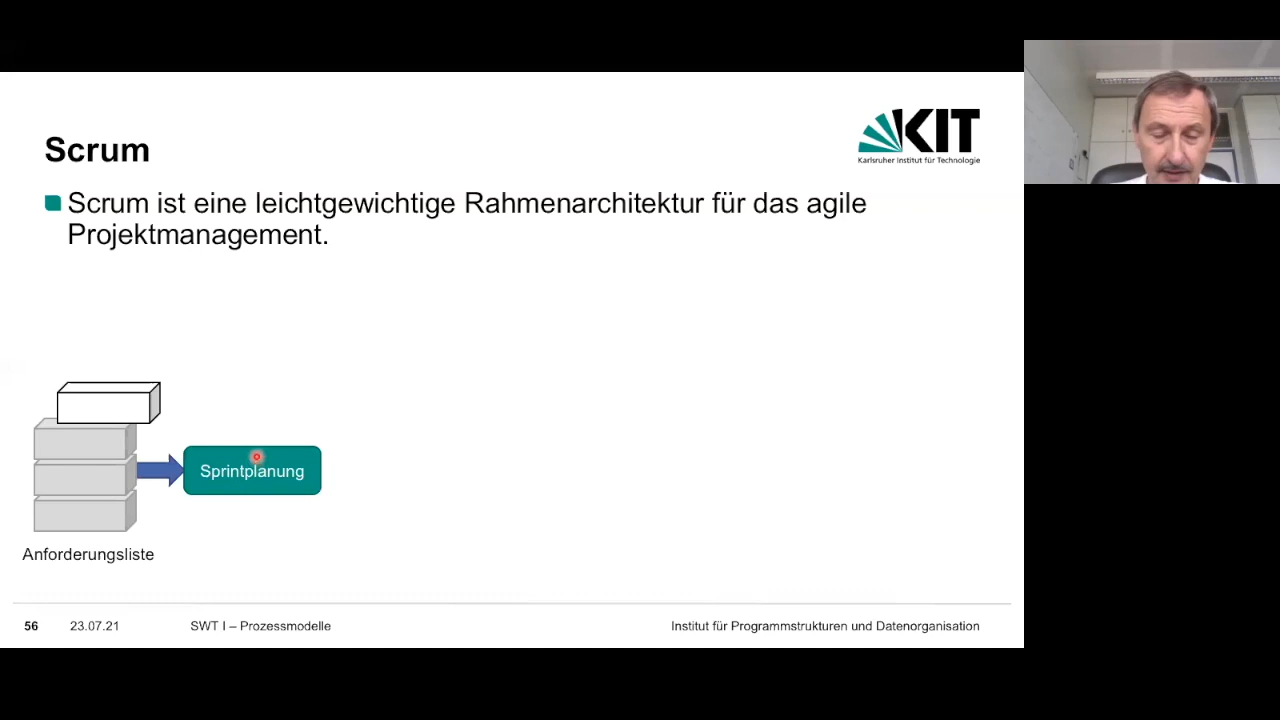 KIT
Karlsruher Institut für Technologie
Scrum
Scrum ist eine leichtgewichtige Rahmenarchitektur für das agile
Projektmanagement.
Sprintplanung
Anforderungsliste
56 23.07.21 SWT I – Prozessmodelle Institut für Programmstrukturen und Datenorganisation